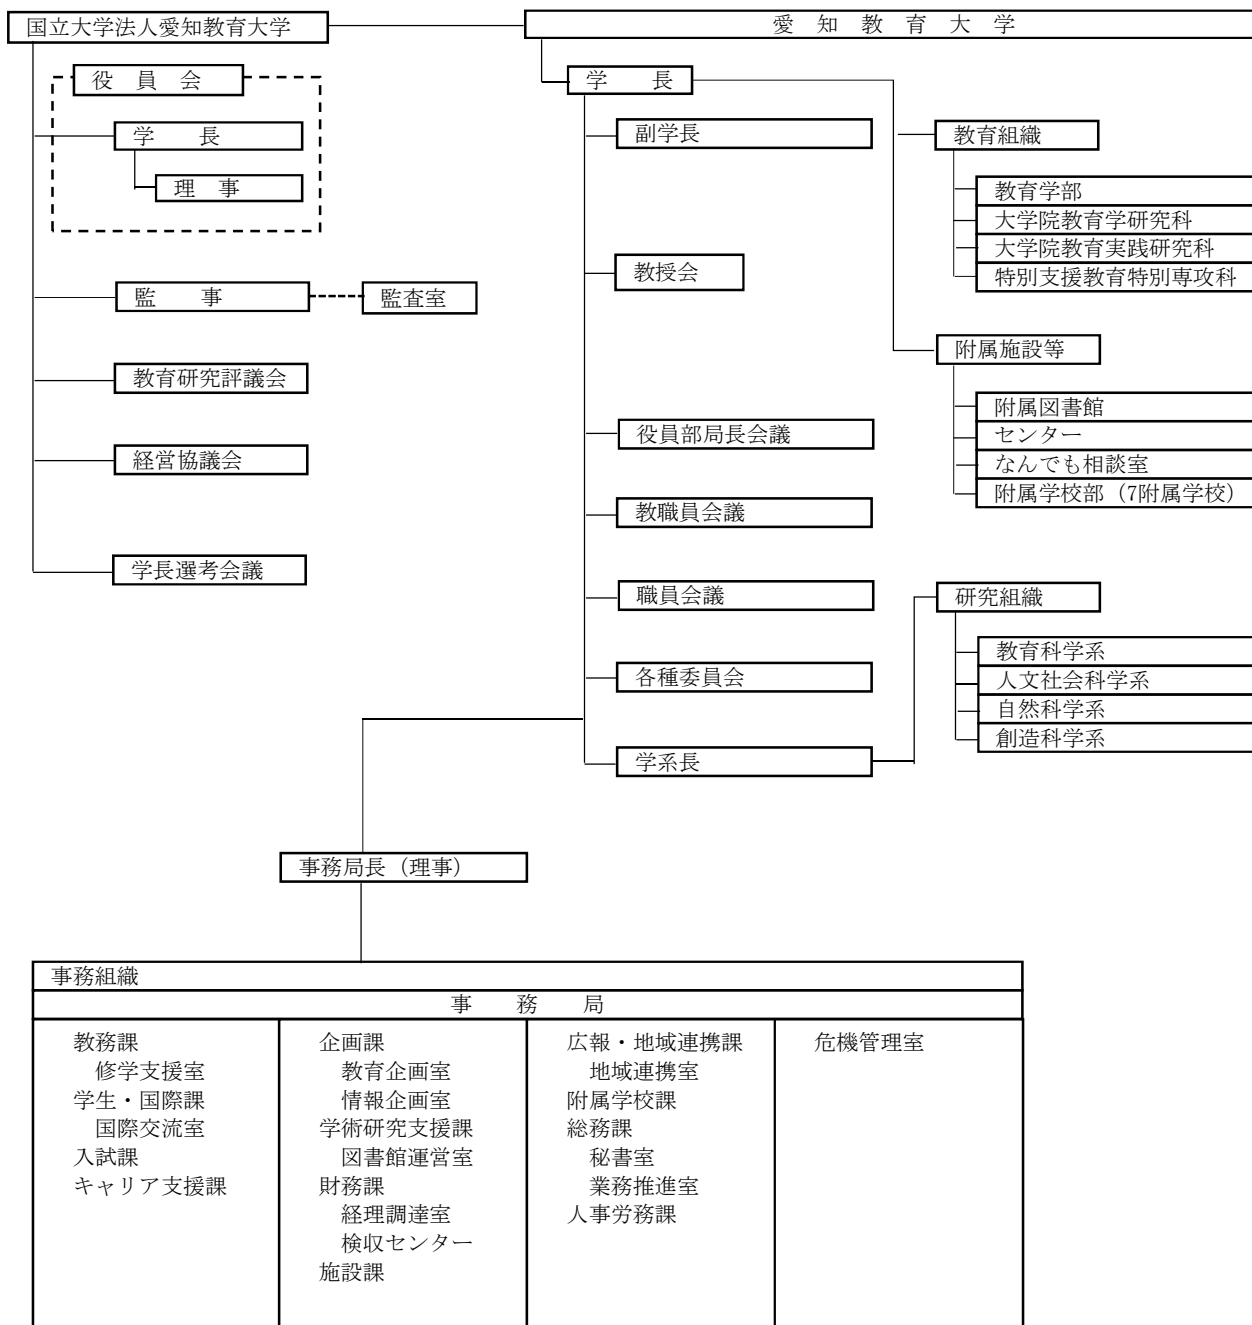 国立大学法人愛知教育大学
愛　知　教　育　大　学
役　員　会
学　　長
理　事
監　　事
監査室
教育研究評議会
経営協議会
学長選考会議
学　　長
副学長
教授会
役員部局長会議
教職員会議
職員会議
各種委員会
学系長
教育組織
教育学部
大学院教育学研究科
大学院教育実践研究科
特別支援教育特別専攻科
附属施設等
附属図書館
センター
なんでも相談室
附属学校部（7附属学校）
研究組織
教育科学系
人文社会科学系
自然科学系
創造科学系
事務局長（理事）
事務組織
事　　務　　局
教務課
修学支援室
学生・国際課
国際交流室
入試課
キャリア支援課
企画課
教育企画室
情報企画室
学術研究支援課
図書館運営室
財務課
経理調達室
検収センター
施設課
広報・地域連携課
地域連携室
附属学校課
総務課
秘書室
業務推進室
人事労務課
危機管理室